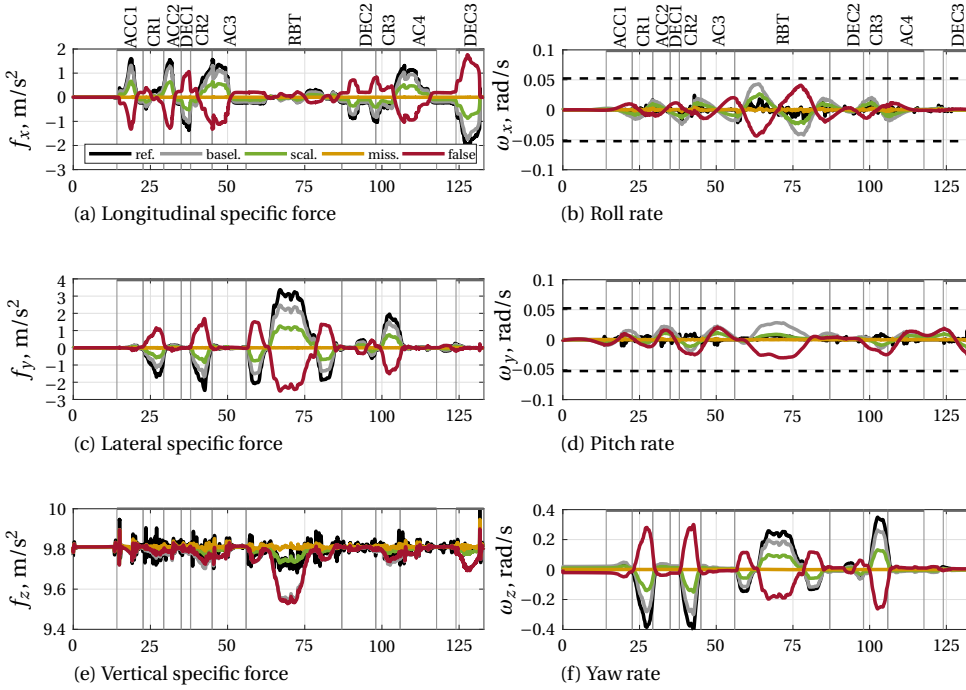 ACC1 CR1 ACC2 DEC1 CR2 AC3 RBT DEC2 CR3 AC4 DEC3
ACC1 CR1 ACC2 DEC1 CR2 AC3 RBT DEC2 CR3 AC4 DEC3
f_x, m/s²
2
1
0
−1
−2
−3
ref. basel. scal. miss. false
0 25 50 75 100 125
(a) Longitudinal specific force
ω_x, rad/s
0.1
0.05
0
−0.05
−0.1
0 25 50 75 100 125
(b) Roll rate
f_y, m/s²
4
3
2
1
0
−1
−2
−3
0 25 50 75 100 125
(c) Lateral specific force
ω_y, rad/s
0.1
0.05
0
−0.05
−0.1
0 25 50 75 100 125
(d) Pitch rate
f_z, m/s²
10
9.8
9.6
9.4
0 25 50 75 100 125
(e) Vertical specific force
ω_z, rad/s
0.4
0.2
0
−0.2
−0.4
0 25 50 75 100 125
(f) Yaw rate